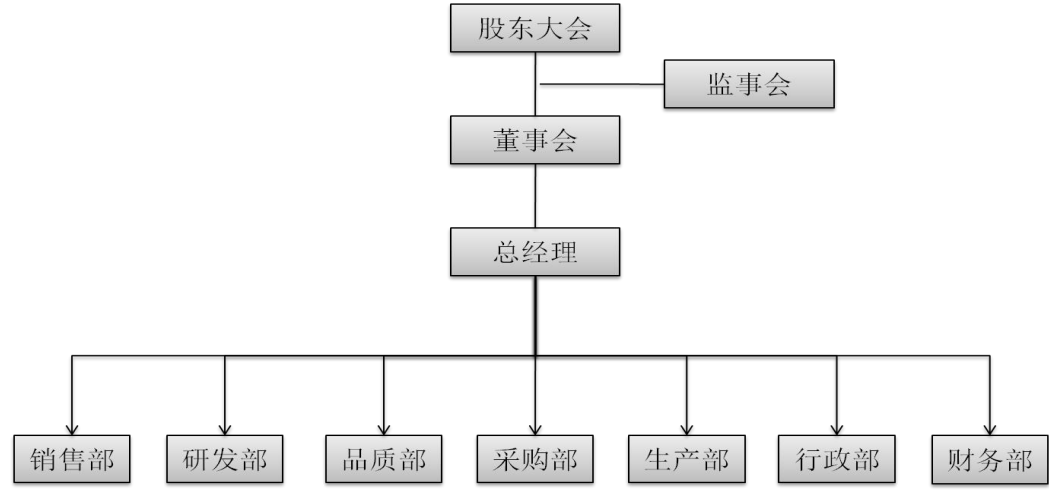 股东大会
监事会
董事会
总经理
销售部
研发部
品质部
采购部
生产部
行政部
财务部